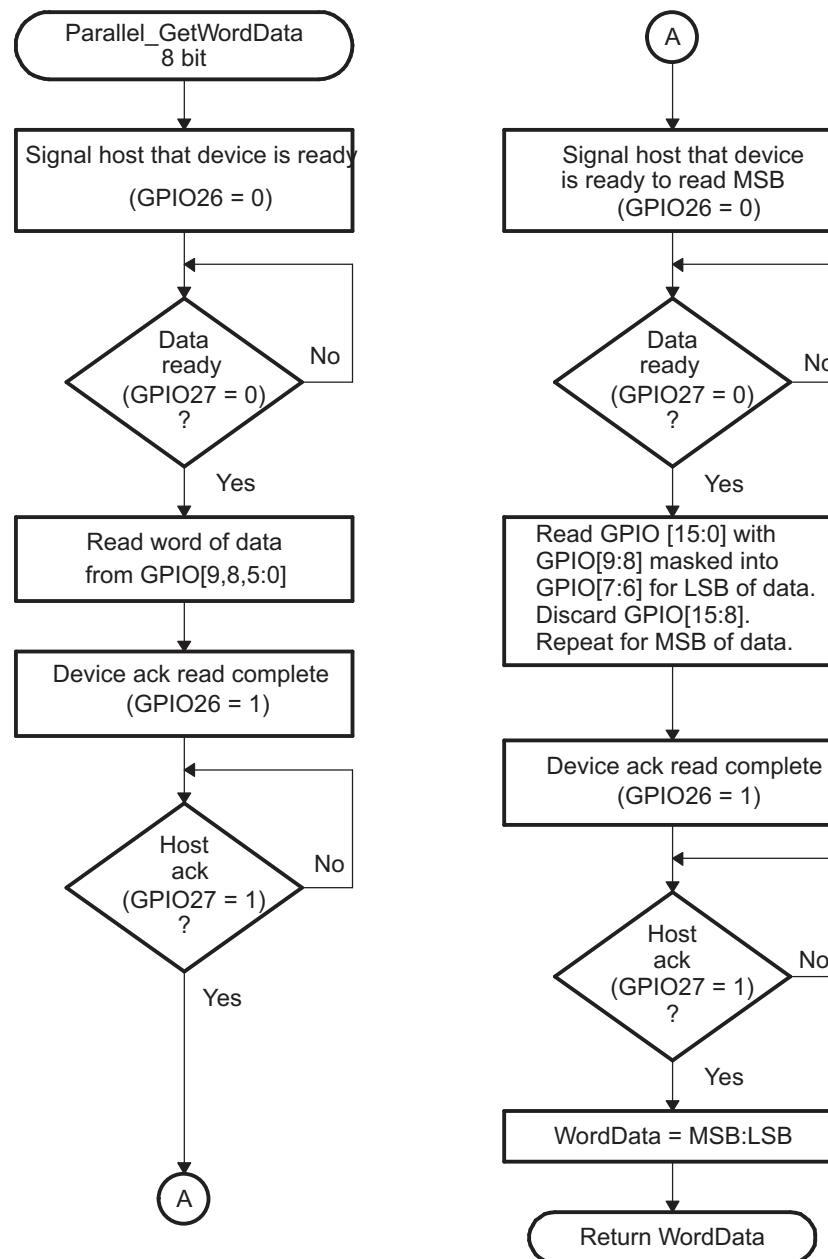 Parallel_GetWordData
8 bit
Signal host that device is ready
(GPIO26 = 0)
Data
ready
(GPIO27 = 0)
?
No
Yes
Read word of data
from GPIO[9,8,5:0]
Device ack read complete
(GPIO26 = 1)
Host
ack
(GPIO27 = 1)
?
No
Yes
A
A
Signal host that device
is ready to read MSB
(GPIO26 = 0)
Data
ready
(GPIO27 = 0)
?
No
Yes
Read GPIO [15:0] with
GPIO[9:8] masked into
GPIO[7:6] for LSB of data.
Discard GPIO[15:8].
Repeat for MSB of data.
Device ack read complete
(GPIO26 = 1)
Host
ack
(GPIO27 = 1)
?
No
Yes
WordData = MSB:LSB
Return WordData